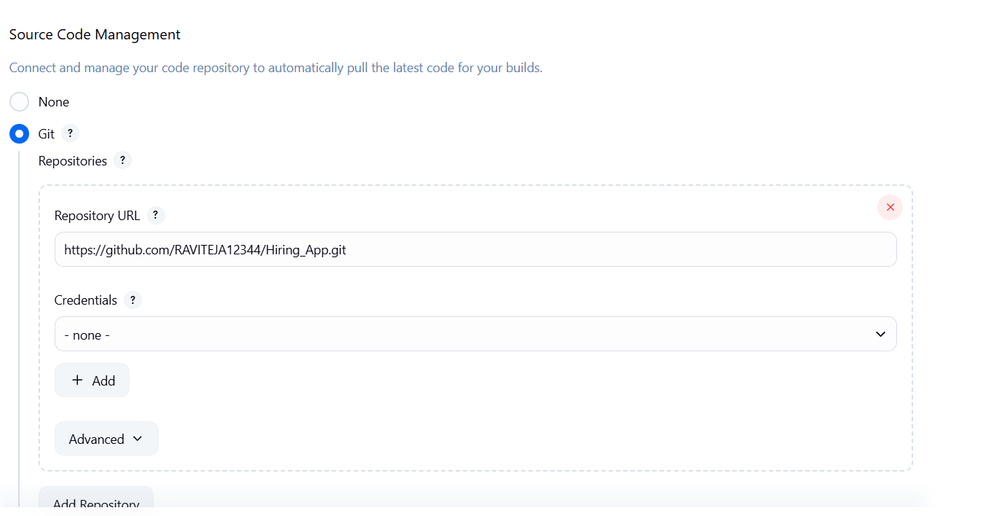 Source Code Management
Connect and manage your code repository to automatically pull the latest code for your builds.
None
Git ?
Repositories ?
Repository URL ?
https://github.com/RAVITEJA12344/Hiring_App.git
Credentials ?
- none -
+ Add
Advanced
Add Repository